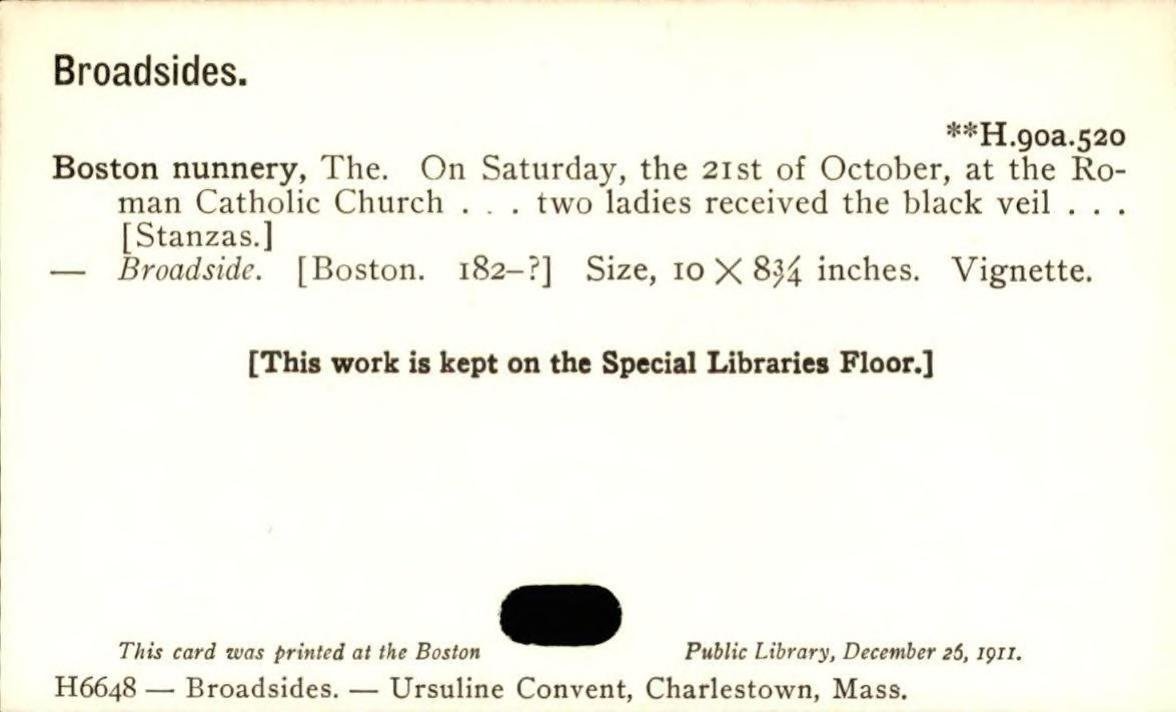 Broadsides.
**H.90a.520
Boston nunnery, The. On Saturday, the 21st of October, at the Ro-
man Catholic Church . . . two ladies received the black veil . . .
[Stanzas.]
— Broadside. [Boston. 182-?] Size, 10 × 8¾ inches. Vignette.
[This work is kept on the Special Libraries Floor.]
This card was printed at the Boston Public Library, December 26, 1911.
H6648 — Broadsides. — Ursuline Convent, Charlestown, Mass.